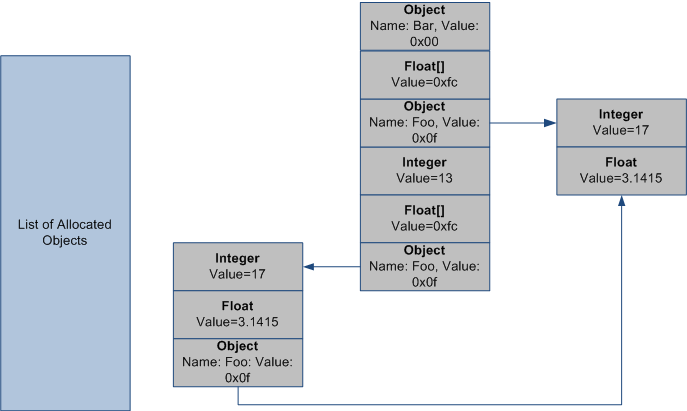 List of Allocated
Objects
Object
Name: Bar, Value:
0x00
Float[]
Value=0xfc
Object
Name: Foo, Value:
0x0f
Integer
Value=13
Float[]
Value=0xfc
Object
Name: Foo, Value:
0x0f
Integer
Value=17
Float
Value=3.1415
Integer
Value=17
Float
Value=3.1415
Object
Name: Foo: Value:
0x0f